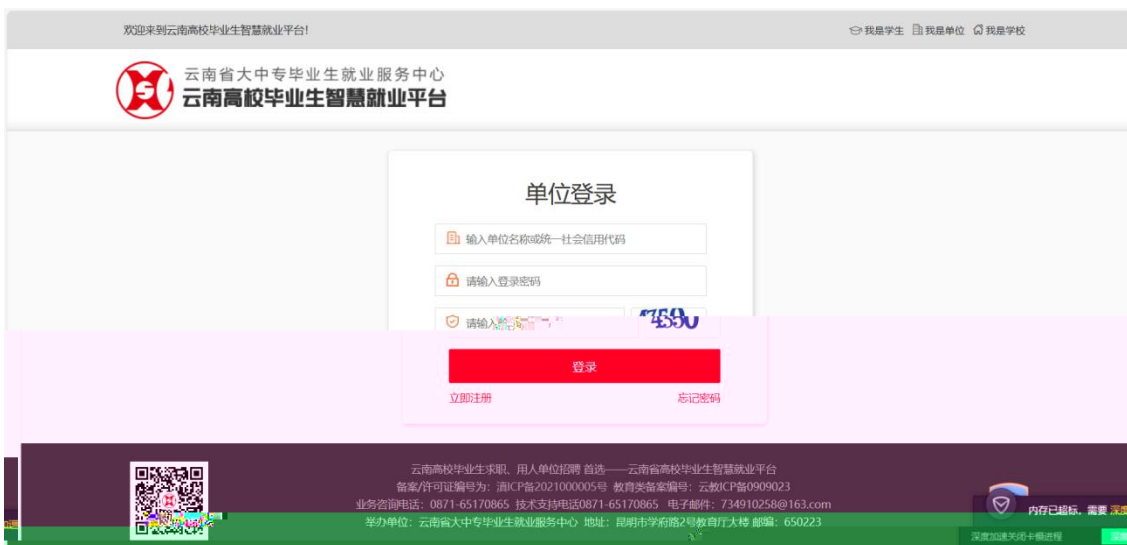 欢迎来到云南高校毕业生智慧就业平台!
我是学生 我是单位 我是学校
云南省大中专毕业生就业服务中心
云南高校毕业生智慧就业平台
单位登录
输入单位名称或统一社会信用代码
请输入登录密码
请输入
登录
立即注册 忘记密码
云南高校毕业生求职、用人单位招聘 首选——云南省高校毕业生智慧就业平台
备案/许可证编号为: 滇ICP备2021000005号 教育类备案编号: 云教ICP备0909023
业务咨询电话: 0871-65170865 技术支持电话0871-65170865 电子邮件: 734910258@163.com
举办单位: 云南省大中专毕业生就业服务中心 地址: 昆明市学府路2号教育厅大楼 邮编: 650223
内存已超标, 需要
深度加速关闭卡慢进程